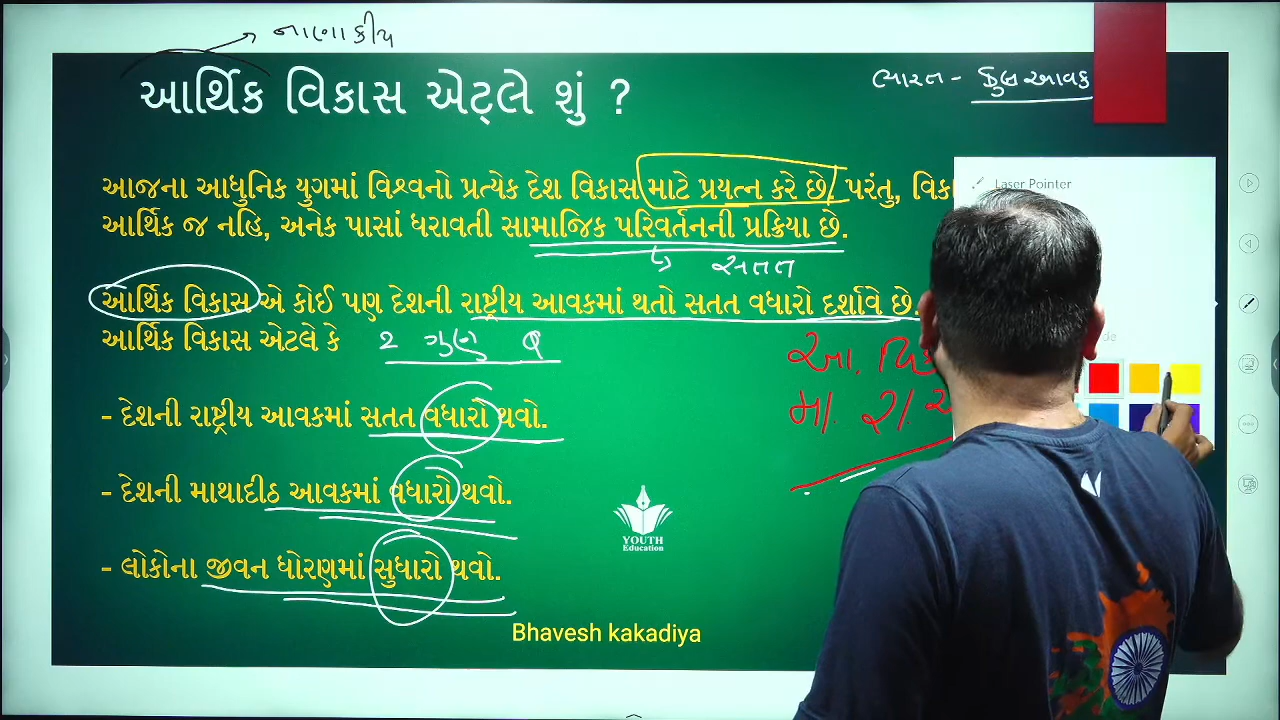 નાણાકીય
આર્થિક વિકાસ એટ્લે શું ?
ભારત - કુલ આવક
આજના આધુનિક યુગમાં વિશ્વનો પ્રત્યેક દેશ વિકાસ માટે પ્રયત્ન કરે છે, પરંતુ,
Laser Pointer
આર્થિક જ નહિ, અનેક પાસાં ધરાવતી સામાજિક પરિવર્તનની પ્રક્રિયા છે.
સતત
આર્થિક વિકાસ એ કોઈ પણ દેશની રાષ્ટ્રીય આવકમાં થતો સતત વધારો દર્શાવે છે.
આર્થિક વિકાસ એટલે કે
- દેશની રાષ્ટ્રીય આવકમાં સતત વધારો થવો.
- દેશની માથાદીઠ આવકમાં વધારો થવો.
- લોકોના જીવન ધોરણમાં સુધારો થવો.
YOUTH
Education
Bhavesh kakadiya